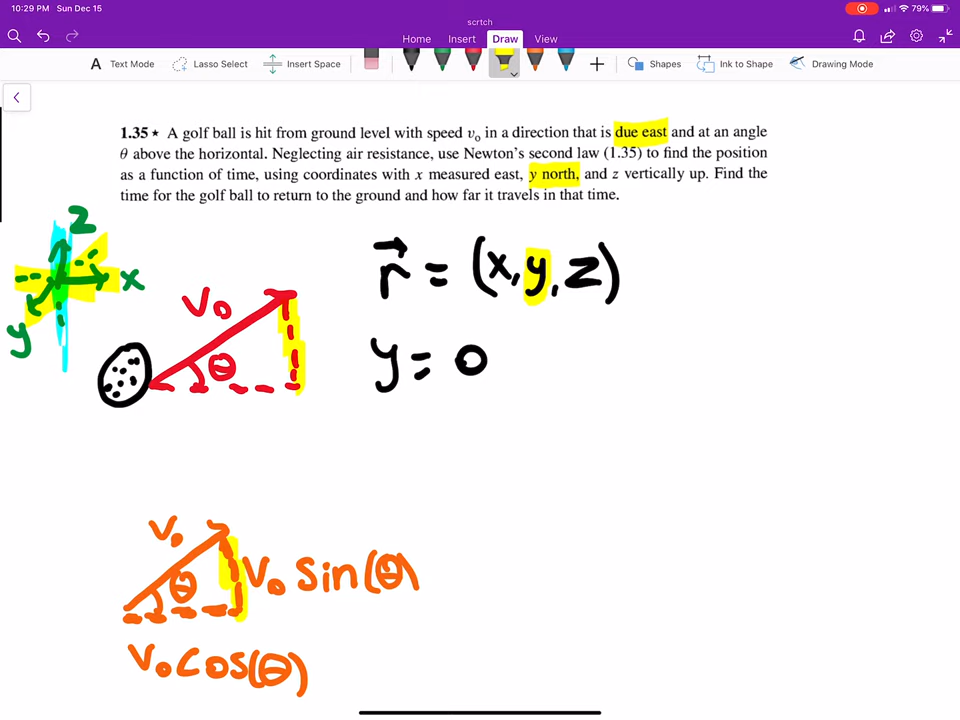 10:29 PM Sun Dec 15
79%
scrtch
Home Insert Draw View
A Text Mode Lasso Select Insert Space Shapes Ink to Shape Drawing Mode
1.35 ⋆ A golf ball is hit from ground level with speed v₀ in a direction that is due east and at an angle
θ above the horizontal. Neglecting air resistance, use Newton's second law (1.35) to find the position
as a function of time, using coordinates with x measured east, y north, and z vertically up. Find the
time for the golf ball to return to the ground and how far it travels in that time.
z
x
y
v₀
θ
r⃗ = (x, y, z)
y = 0
v₀
θ
v₀ sin(θ)
v₀ cos(θ)